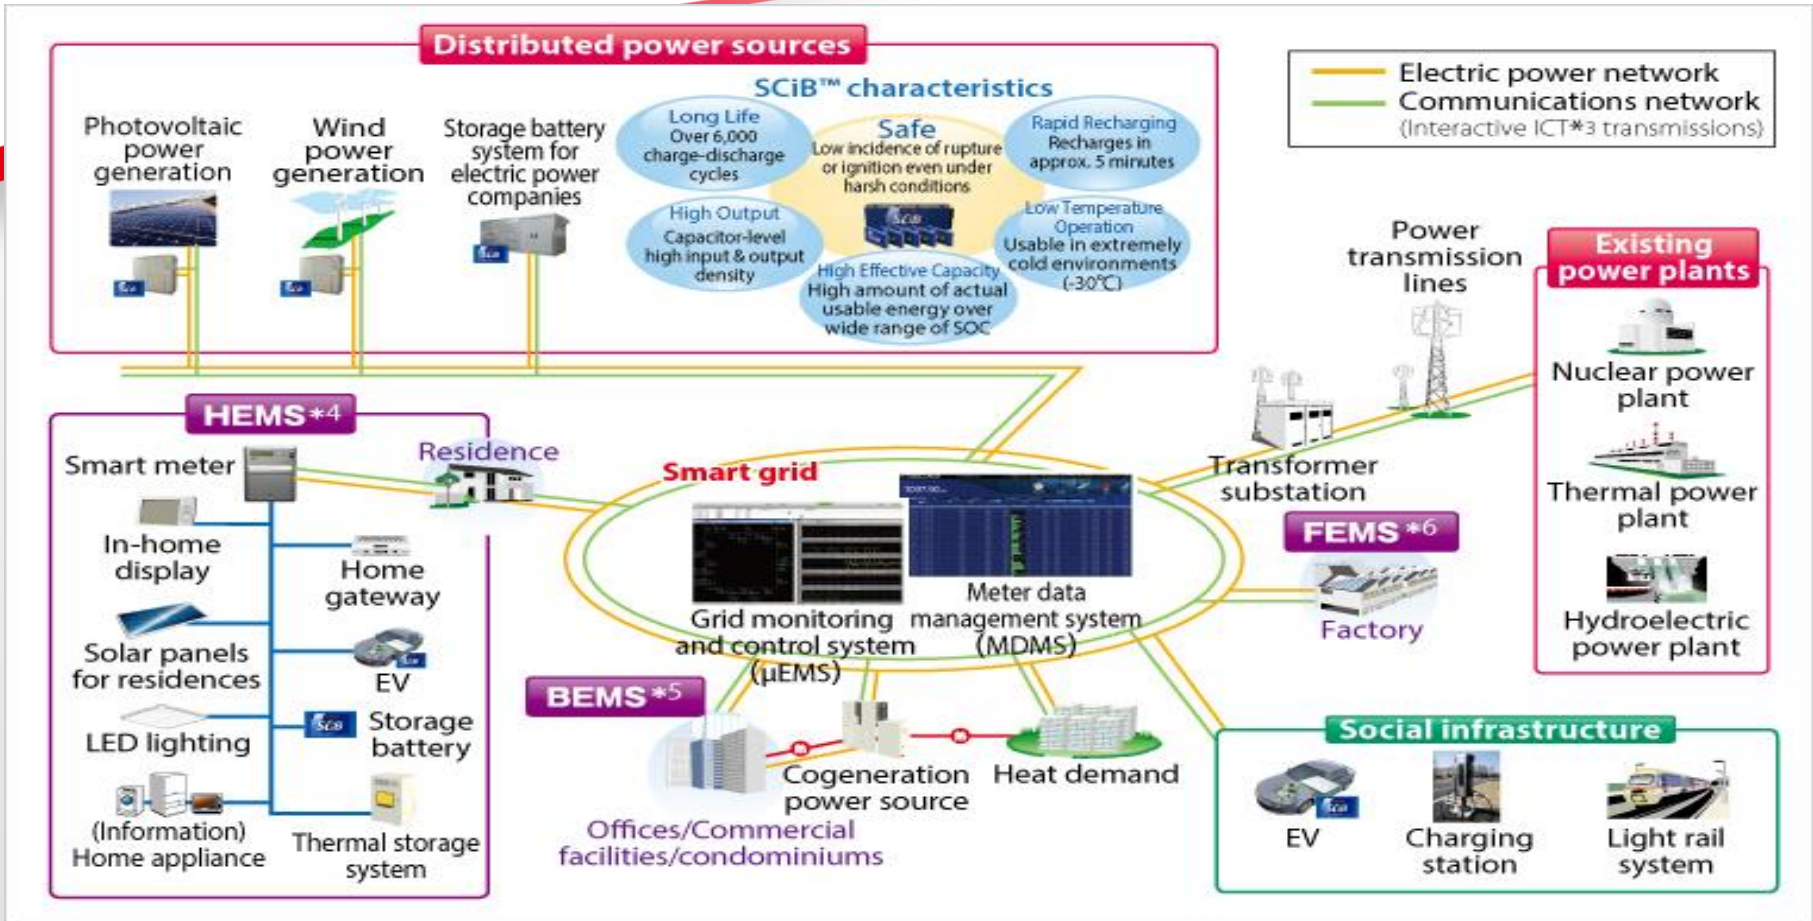 Distributed power sources
Photovoltaic
power
generation
Wind
power
generation
Storage battery
system for
electric power
companies
SCiB™ characteristics
Long Life
Over 6,000
charge-discharge
cycles
Safe
Low incidence of rupture
or ignition even under
harsh conditions
Rapid Recharging
Recharges in
approx. 5 minutes
High Output
Capacitor-level
high input & output
density
SCiB
Low Temperature
Operation
Usable in extremely
cold environments
(-30℃)
High Effective Capacity
High amount of actual
usable energy over
wide range of SOC
SCiB
SCiB
SCiB
Electric power network
Communications network
(Interactive ICT*3 transmissions)
Power
transmission
lines
Existing
power plants
Nuclear power
plant
Thermal power
plant
Hydroelectric
power plant
Transformer
substation
HEMS*4
Smart meter
Residence
In-home
display
Home
gateway
Solar panels
for residences
EV
SCiB
LED lighting
SCiB
Storage
battery
(Information)
Home appliance
Thermal storage
system
Smart grid
Grid monitoring
and control system
(μEMS)
Meter data
management system
(MDMS)
FEMS*6
Factory
BEMS*5
Offices/Commercial
facilities/condominiums
Cogeneration
power source
Heat demand
Social infrastructure
EV
SCiB
Charging
station
Light rail
system